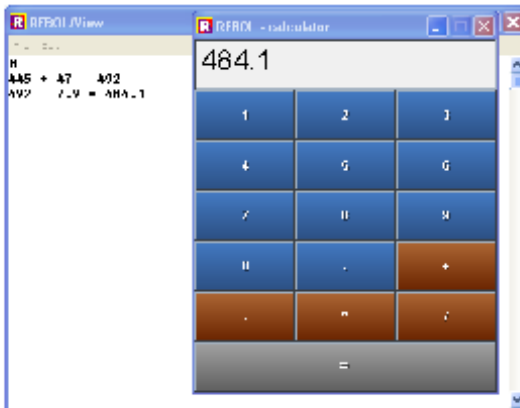 REBOL/View
REBOL - calculator
445 + 47 492
492 7.9 = 484.1
484.1
1 2 3
4 5 6
7 8 9
0 . +
- * /
=